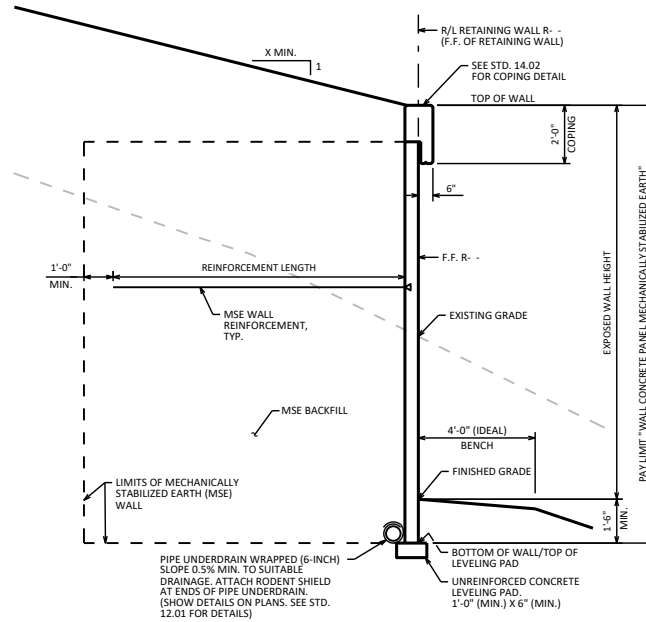 R/L RETAINING WALL R- -
(F.F. OF RETAINING WALL)
X MIN.
1
SEE STD. 14.02
FOR COPING DETAIL
TOP OF WALL
2'-0"
COPING
6"
1'-0"
MIN.
REINFORCEMENT LENGTH
F.F. R- -
MSE WALL
REINFORCEMENT,
TYP.
EXISTING GRADE
EXPOSED WALL HEIGHT
PAY LIMIT "WALL CONCRETE PANEL MECHANICALLY STABILIZED EARTH"
MSE BACKFILL
4'-0" (IDEAL)
BENCH
LIMITS OF MECHANICALLY
STABILIZED EARTH (MSE)
WALL
FINISHED GRADE
1'-6"
MIN.
PIPE UNDERDRAIN WRAPPED (6-INCH)
SLOPE 0.5% MIN. TO SUITABLE
DRAINAGE. ATTACH RODENT SHIELD
AT ENDS OF PIPE UNDERDRAIN.
(SHOW DETAILS ON PLANS. SEE STD.
12.01 FOR DETAILS)
BOTTOM OF WALL/TOP OF
LEVELING PAD
UNREINFORCED CONCRETE
LEVELING PAD.
1'-0" (MIN.) X 6" (MIN.)